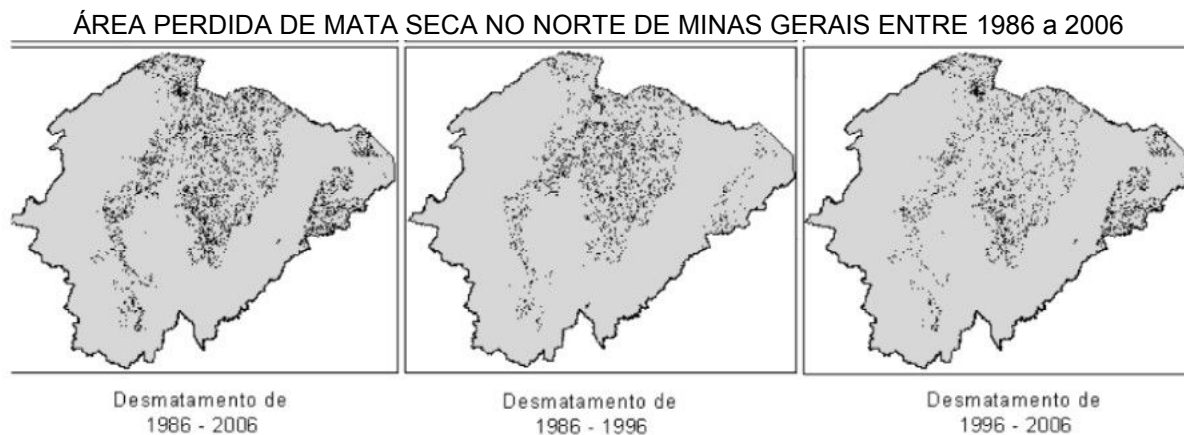 ÁREA PERDIDA DE MATA SECA NO NORTE DE MINAS GERAIS ENTRE 1986 a 2006
Desmatamento de
1986 - 2006
Desmatamento de
1986 - 1996
Desmatamento de
1996 - 2006